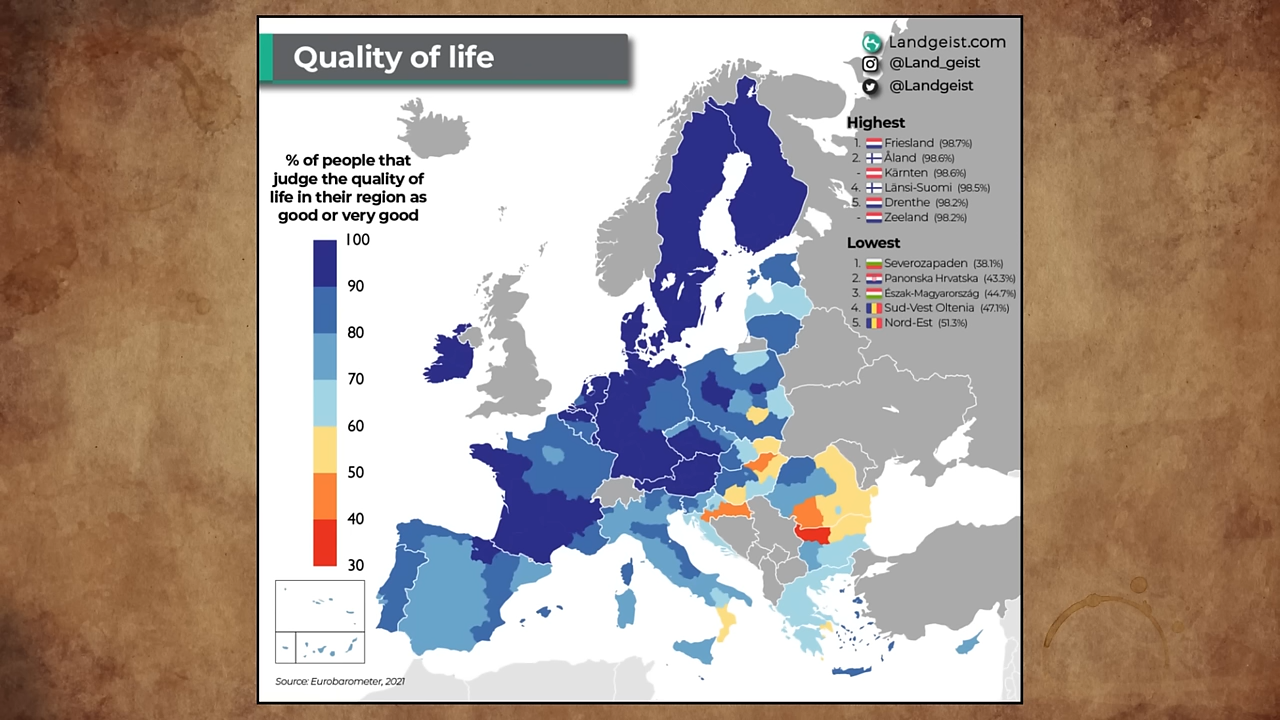 Quality of life
Landgeist.com
@Land_geist
@Landgeist
% of people that
judge the quality of
life in their region as
good or very good
100
90
80
70
60
50
40
30
Highest
1. Friesland (98.7%)
2. Åland (98.6%)
- Kärnten (98.6%)
4. Länsi-Suomi (98.5%)
5. Drenthe (98.2%)
- Zeeland (98.2%)
Lowest
1. Severozapaden (38.1%)
2. Panonska Hrvatska (43.3%)
3. Észak-Magyarország (44.7%)
4. Sud-Vest Oltenia (47.1%)
5. Nord-Est (51.3%)
Source: Eurobarometer, 2021